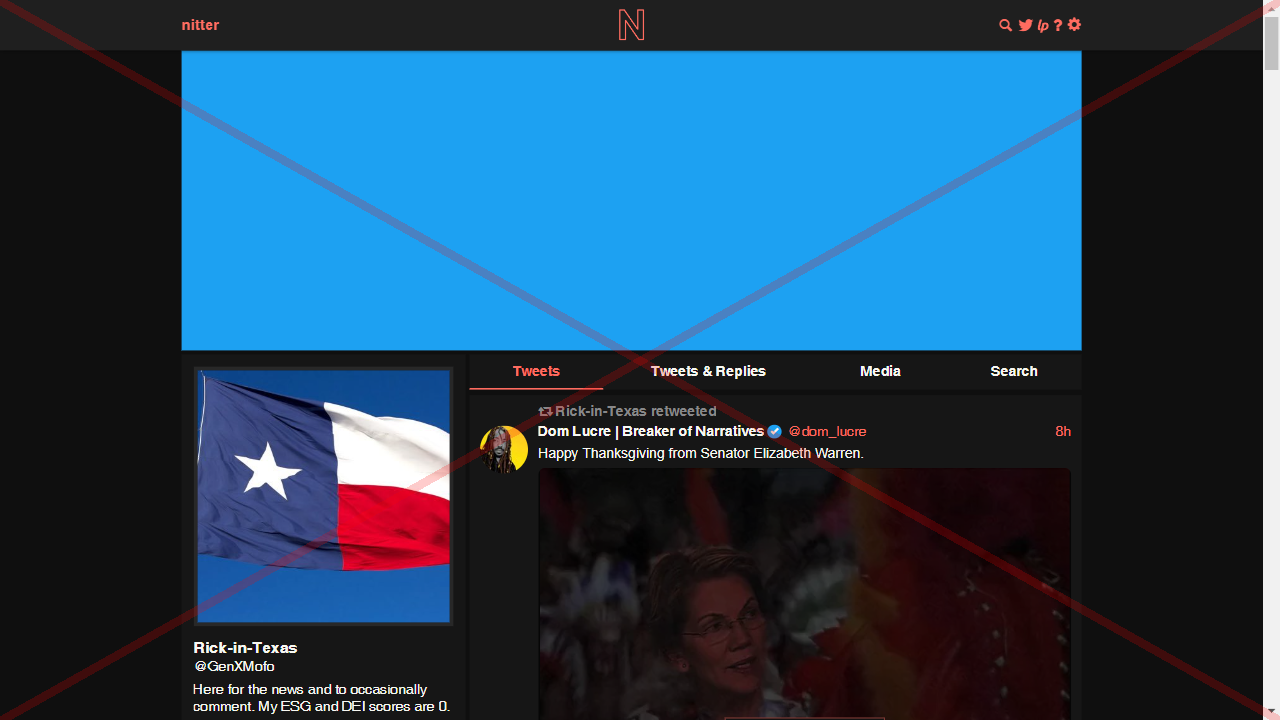 nitter
N
lp ?
Tweets Tweets & Replies Media Search
Rick-in-Texas retweeted
Dom Lucre | Breaker of Narratives @dom_lucre 8h
Happy Thanksgiving from Senator Elizabeth Warren.
Rick-in-Texas
@GenXMofo
Here for the news and to occasionally
comment. My ESG and DEI scores are 0.